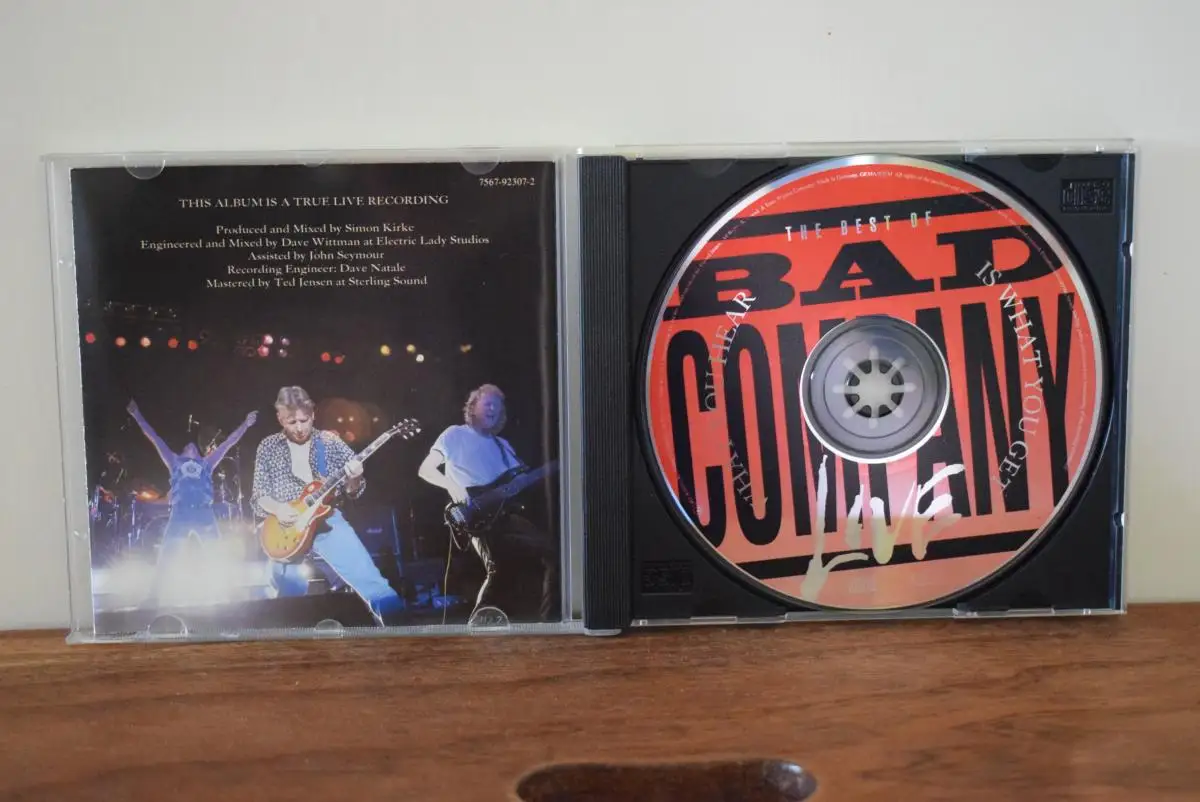 7567-92307-2
THIS ALBUM IS A TRUE LIVE RECORDING
Produced and Mixed by Simon Kirke
Engineered and Mixed by Dave Wittman at Electric Lady Studios
Assisted by John Seymour
Recording Engineer: Dave Natale
Mastered by Ted Jensen at Sterling Sound
THE BEST OF
BAD
COMPANY
LIVE
WHAT YOU HEAR
IS WHAT YOU GET